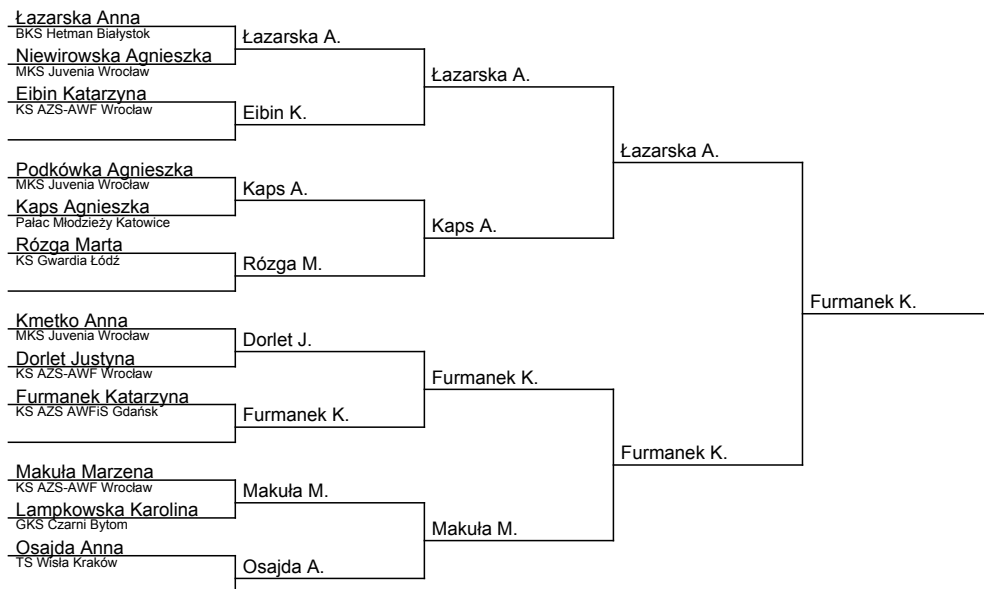 Łazarska Anna
BKS Hetman Białystok
Łazarska A.
Niewirowska Agnieszka
MKS Juvenia Wrocław
Łazarska A.
Eibin Katarzyna
KS AZS-AWF Wrocław
Eibin K.
Łazarska A.
Podkówka Agnieszka
MKS Juvenia Wrocław
Kaps A.
Kaps Agnieszka
Pałac Młodzieży Katowice
Kaps A.
Rózga Marta
KS Gwardia Łódź
Rózga M.
Furmanek K.
Kmetko Anna
MKS Juvenia Wrocław
Dorlet J.
Dorlet Justyna
KS AZS-AWF Wrocław
Furmanek K.
Furmanek Katarzyna
KS AZS AWFiS Gdańsk
Furmanek K.
Furmanek K.
Makuła Marzena
KS AZS-AWF Wrocław
Makuła M.
Lampkowska Karolina
GKS Czarni Bytom
Makuła M.
Osajda Anna
TS Wisła Kraków
Osajda A.